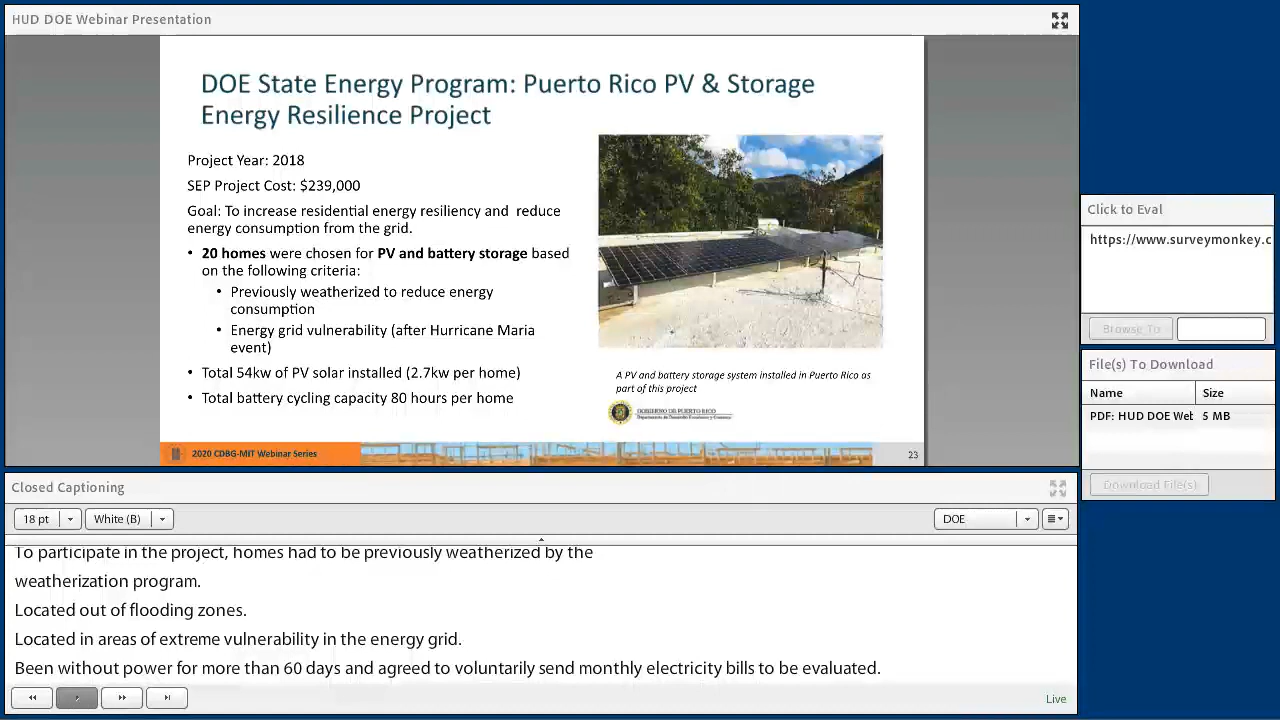 HUD DOE Webinar Presentation
DOE State Energy Program: Puerto Rico PV & Storage
Energy Resilience Project
Project Year: 2018
SEP Project Cost: $239,000
Goal: To increase residential energy resiliency and reduce
energy consumption from the grid.
• 20 homes were chosen for PV and battery storage based
on the following criteria:
• Previously weatherized to reduce energy
consumption
• Energy grid vulnerability (after Hurricane Maria
event)
• Total 54kw of PV solar installed (2.7kw per home)
• Total battery cycling capacity 80 hours per home
A PV and battery storage system installed in Puerto Rico as
part of this project
GOBIERNO DE PUERTO RICO
Departamento de Desarrollo Económico y Comercio
2020 CDBG-MIT Webinar Series
23
Click to Eval
https://www.surveymonkey.c
Browse To
File(s) To Download
Name Size
PDF: HUD DOE Wet 5 MB
Download File(s)
Closed Captioning
18 pt White (B) DOE
To participate in the project, homes had to be previously weatherized by the
weatherization program.
Located out of flooding zones.
Located in areas of extreme vulnerability in the energy grid.
Been without power for more than 60 days and agreed to voluntarily send monthly electricity bills to be evaluated.
Live